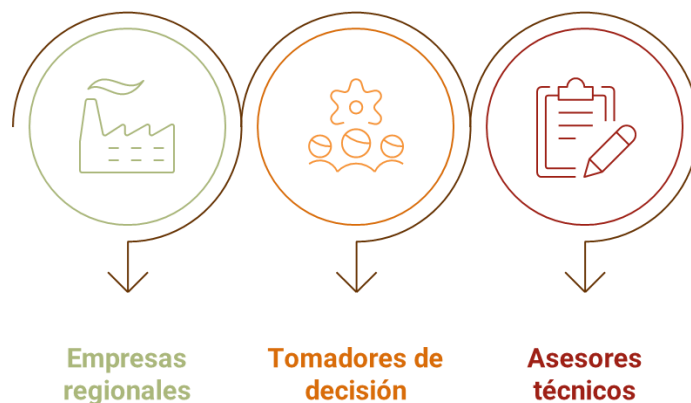 Empresas
regionales
Tomadores de
decisión
Asesores
técnicos